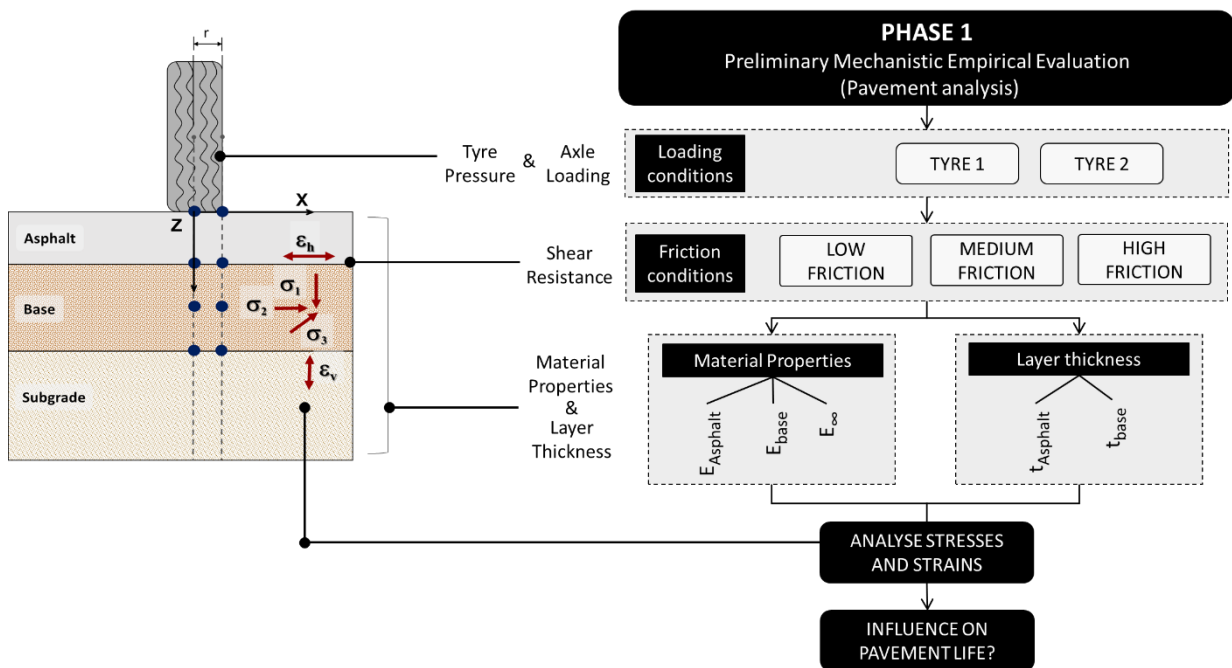 r
X
Z
Asphalt
εh
σ1
σ2
Base
σ3
εv
Subgrade
Tyre
Pressure
&
Axle
Loading
Shear
Resistance
Material
Properties
&
Layer
Thickness
PHASE 1
Preliminary Mechanistic Empirical Evaluation
(Pavement analysis)
Loading
conditions
TYRE 1
TYRE 2
Friction
conditions
LOW
FRICTION
MEDIUM
FRICTION
HIGH
FRICTION
Material Properties
EAsphalt
Ebase
E∞
Layer thickness
tAsphalt
tbase
ANALYSE STRESSES
AND STRAINS
INFLUENCE ON
PAVEMENT LIFE?